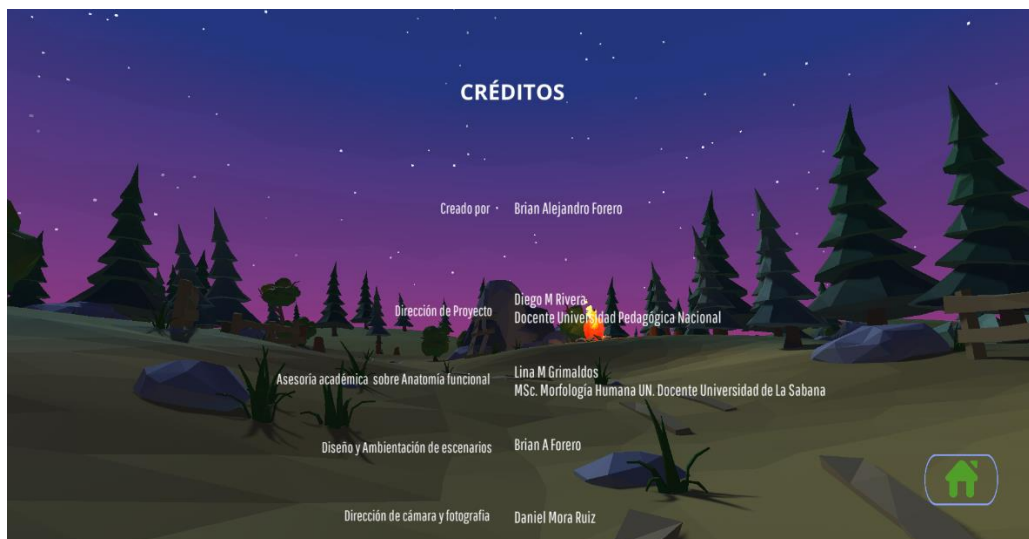 CRÉDITOS
Creado por Brian Alejandro Forero
Dirección de Proyecto
Diego M Rivera
Docente Universidad Pedagógica Nacional
Asesoría académica sobre Anatomía funcional
Lina M Grimaldos
MSc. Morfología Humana UN. Docente Universidad de La Sabana
Diseño y Ambientación de escenarios Brian A Forero
Dirección de cámara y fotografía Daniel Mora Ruiz